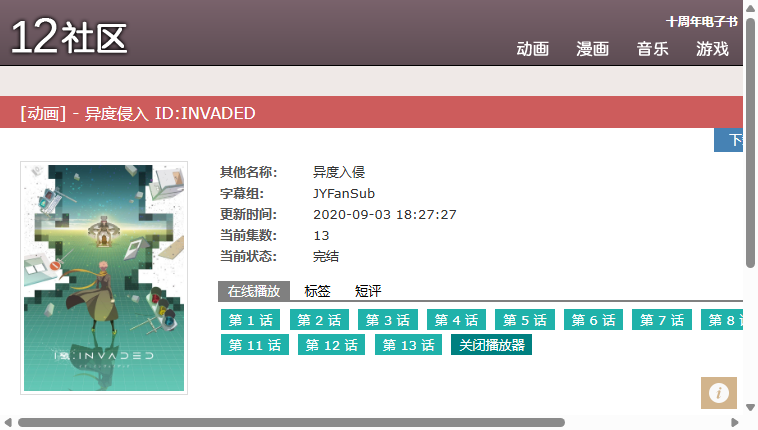 12社区
十周年电子书
动画 漫画 音乐 游戏
[动画] - 异度侵入 ID:INVADED
其他名称: 异度入侵
字幕组: JYFanSub
更新时间: 2020-09-03 18:27:27
当前集数: 13
当前状态: 完结
在线播放 标签 短评
第 1 话 第 2 话 第 3 话 第 4 话 第 5 话 第 6 话 第 7 话 第 8
第 11 话 第 12 话 第 13 话 关闭播放器
ID:INVADED